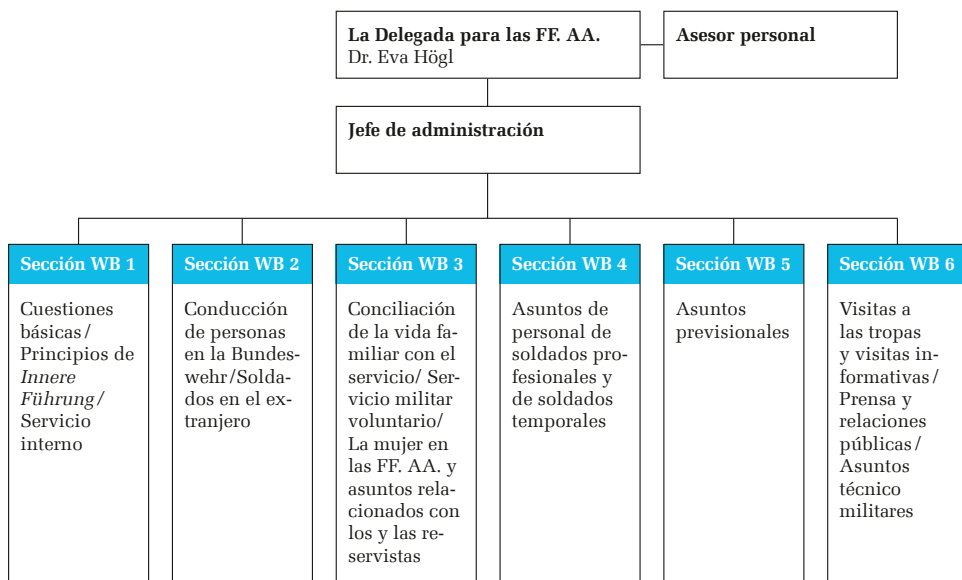 La Delegada para las FF. AA.
Dr. Eva Högl
Asesor personal
Jefe de administración
Sección WB 1
Cuestiones
básicas/
Principios de
Innere
Führung/
Servicio
interno
Sección WB 2
Conducción
de personas
en la Bundes-
wehr/Solda-
dos en el ex-
tranjero
Sección WB 3
Conciliación
de la vida fa-
miliar con el
servicio/ Ser-
vicio militar
voluntario/
La mujer en
las FF. AA. y
asuntos rela-
cionados con
los y las re-
servistas
Sección WB 4
Asuntos de
personal de
soldados pro-
fesionales y
de soldados
temporales
Sección WB 5
Asuntos
previsionales
Sección WB 6
Visitas a
las tropas
y visitas in-
formativas/
Prensa y
relaciones
públicas/
Asuntos
técnico
militares